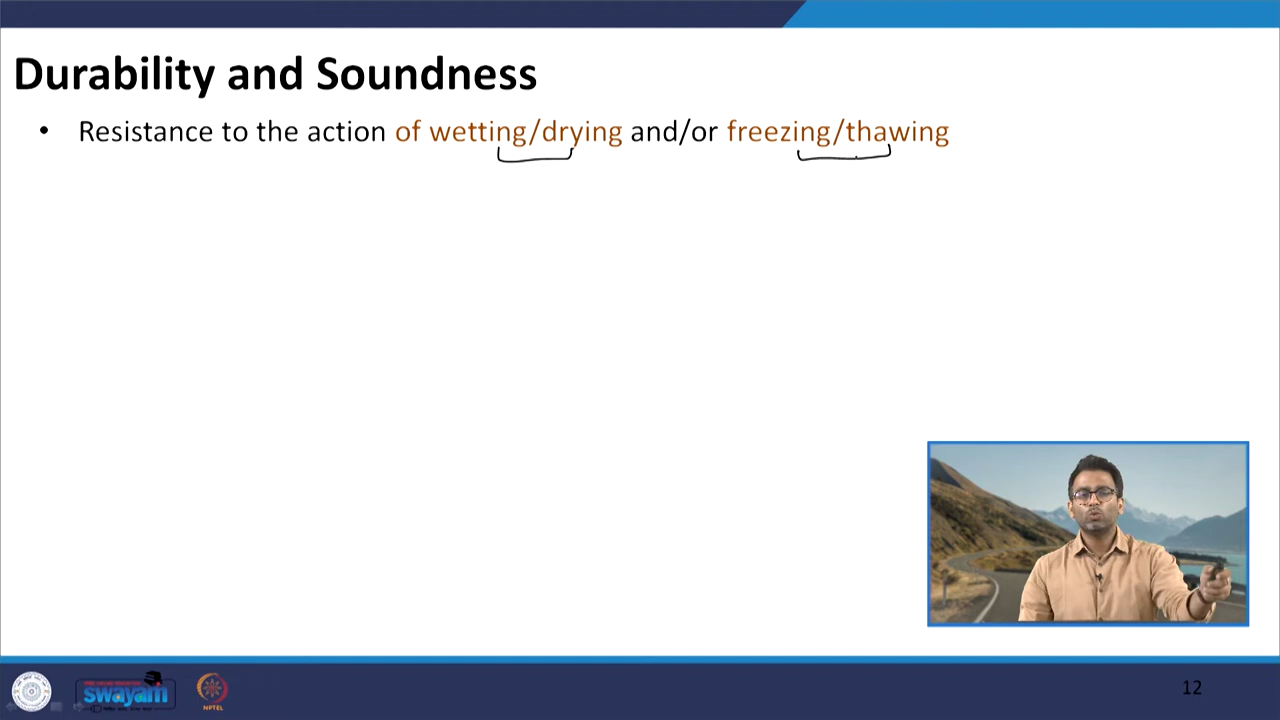 Durability and Soundness
• Resistance to the action of wetting/drying and/or freezing/thawing
swayam
NPTEL
12